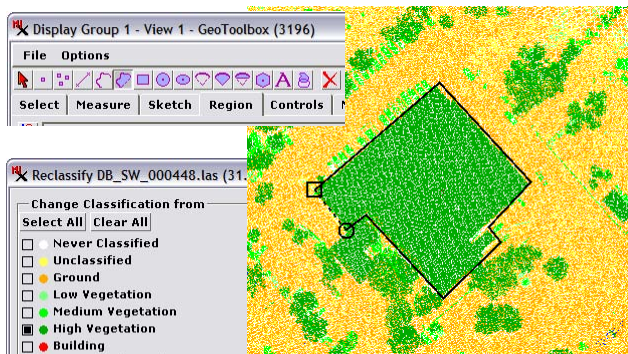 Display Group 1 - View 1 - GeoToolbox (3196)
File Options
Select Measure Sketch Region Controls
Reclassify DB_SW_000448.las (31.
Change Classification from
Select All Clear All
Never Classified
Unclassified
Ground
Low Vegetation
Medium Vegetation
High Vegetation
Building